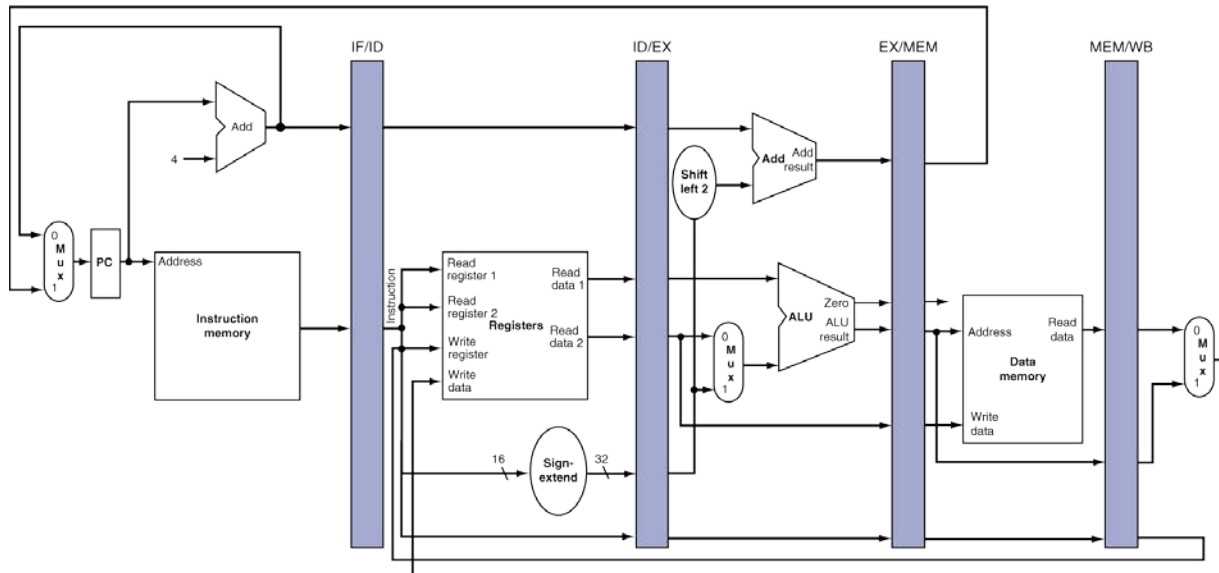 IF/ID
ID/EX
EX/MEM
MEM/WB
Add
4
Add
Add
result
Shift
left 2
0
M
u
x
1
PC
Address
Instruction
memory
Instruction
Read
register 1
Read
register 2
Write
register
Write
data
Registers
Read
data 1
Read
data 2
0
M
u
x
1
Zero
ALU
ALU
result
Address
Read
data
Data
memory
Write
data
0
M
u
x
1
16
Sign-
extend
32